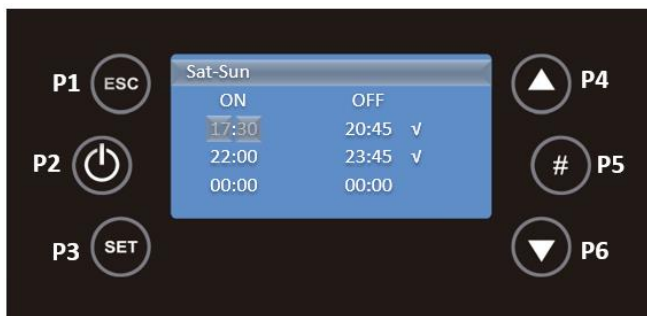 P1 ESC
P2
P3 SET
Sat-Sun
ON OFF
17:30 20:45 √
22:00 23:45 √
00:00 00:00
P4
# P5
P6